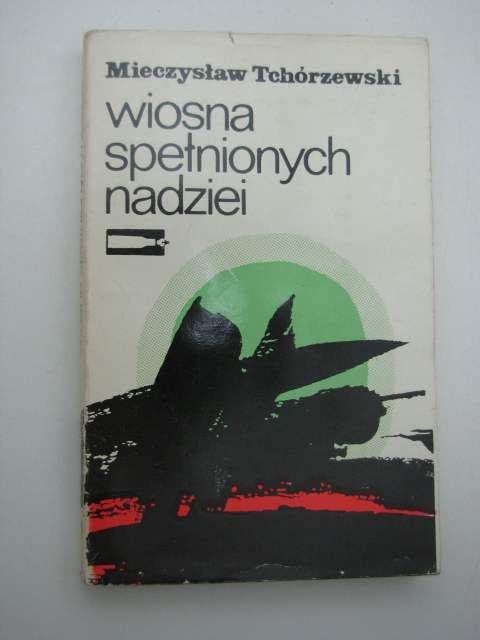 Mieczysław Tchórzewski
wiosna
spełnionych
nadziei